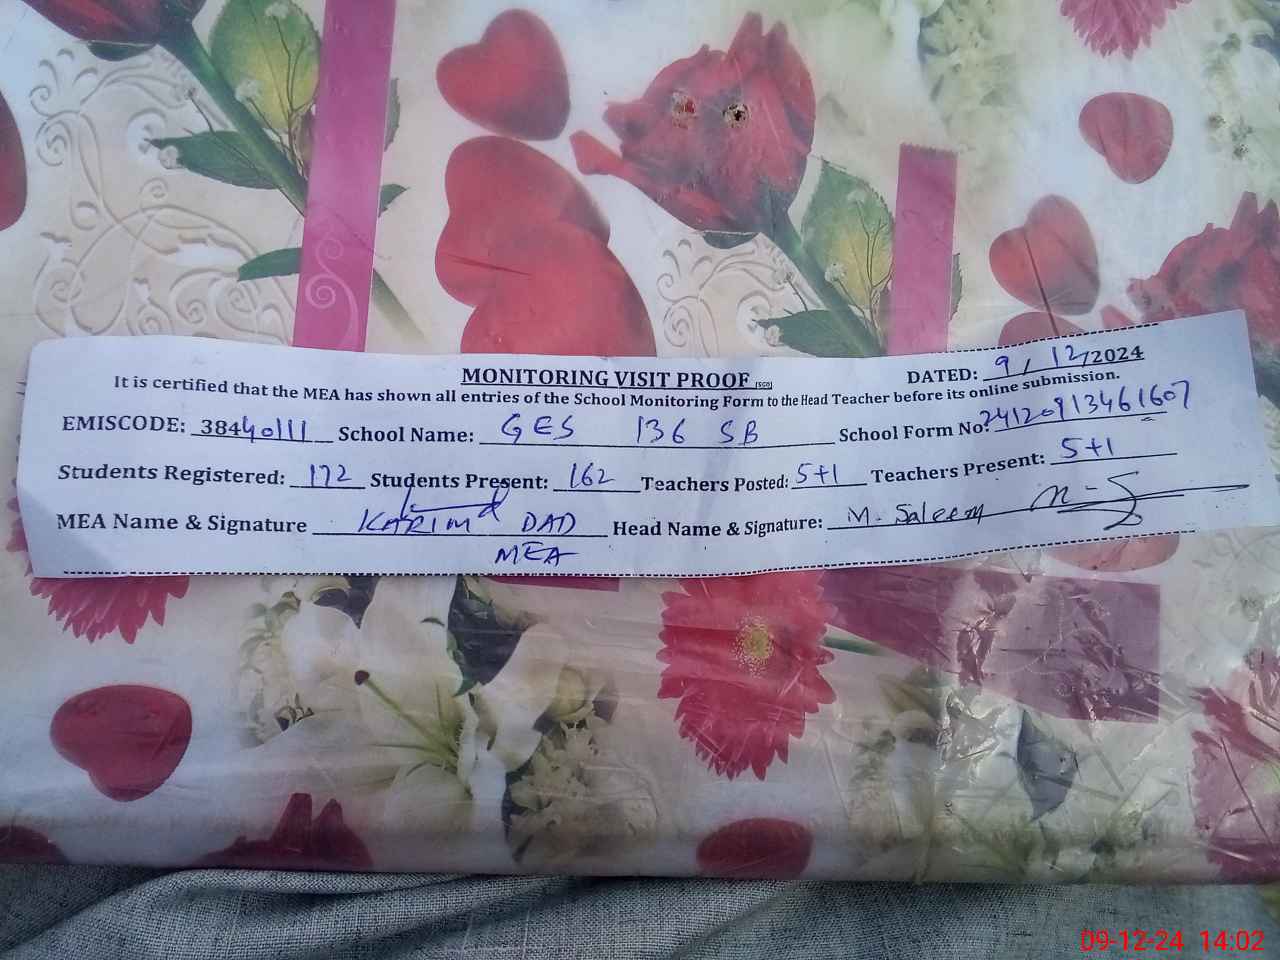 MONITORING VISIT PROOF [SED] DATED: 9/12/2024
It is certified that the MEA has shown all entries of the School Monitoring Form to the Head Teacher before its online submission.
EMISCODE: 38440111 School Name: GES 136 SB School Form No: 2412091346 1607
Students Registered: 172 Students Present: 162 Teachers Posted: 5+1 Teachers Present: 5+1
MEA Name & Signature KARIM DAD Head Name & Signature: M. Saleem
MEA
09-12-24 14:02